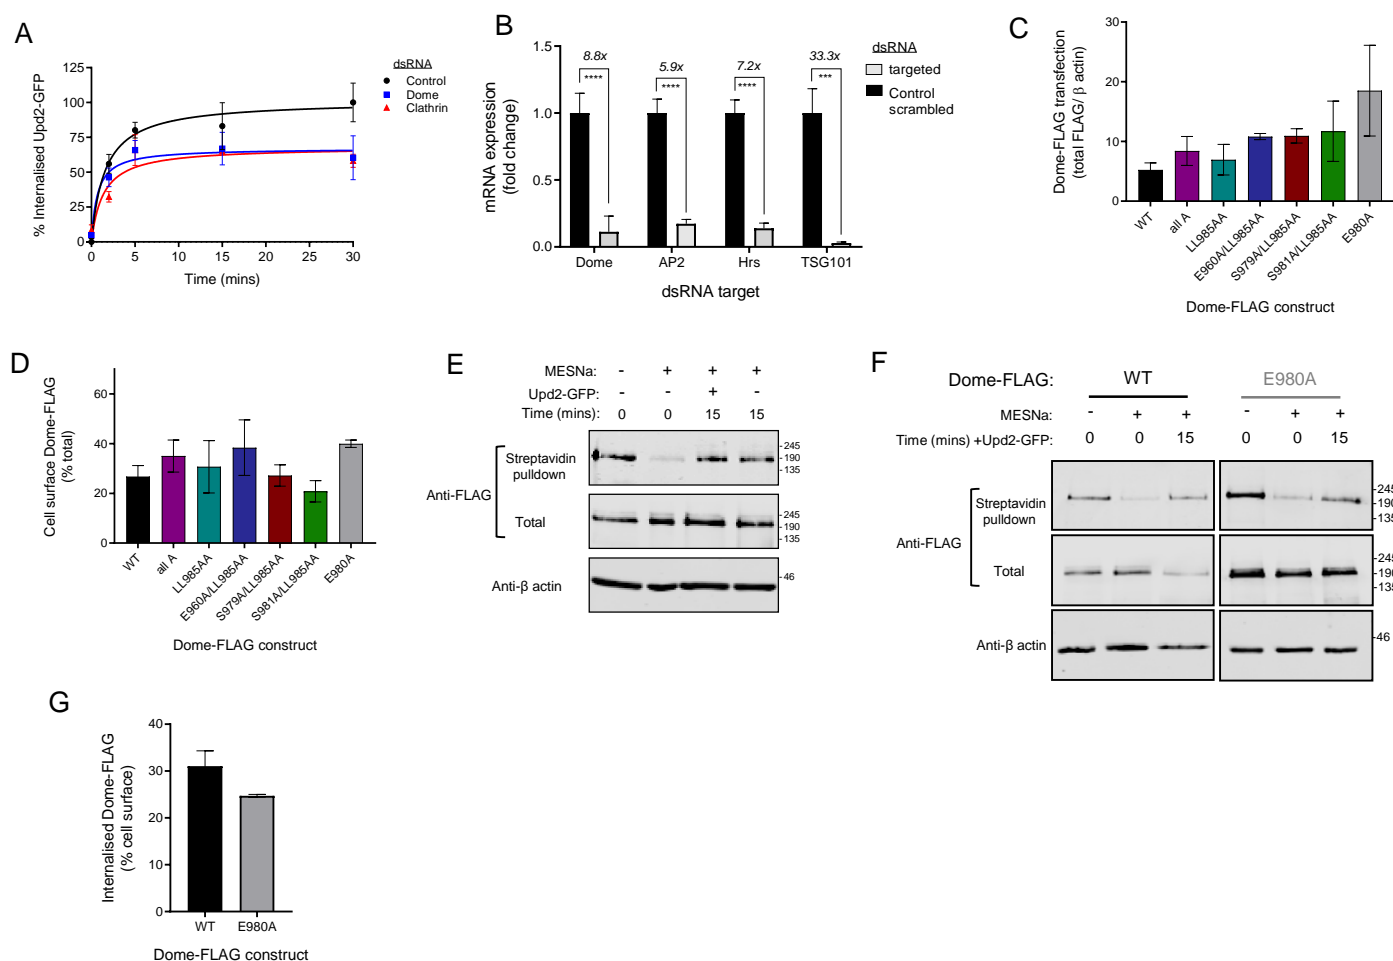 A
dsRNA
Control
Dome
Clathrin
% Internalised Upd2-GFP
125
100
75
50
25
0
0 5 10 15 20 25 30
Time (mins)
B
dsRNA
targeted
Control
scrambled
8.8x 5.9x 7.2x 33.3x
**** **** **** ***
mRNA expression
(fold change)
1.5
1.0
0.5
0.0
Dome AP2 Hrs TSG101
dsRNA target
C
Dome-FLAG transfection
(total FLAG/ β actin)
30
20
10
0
WT all A LL985AA E960A/LL985AA S979A/LL985AA S981A/LL985AA E980A
Dome-FLAG construct
D
Cell surface Dome-FLAG
(% total)
60
40
20
0
WT all A LL985AA E960A/LL985AA S979A/LL985AA S981A/LL985AA E980A
Dome-FLAG construct
E
MESNa: - + + +
Upd2-GFP: - - + -
Time (mins): 0 0 15 15
Anti-FLAG
Streptavidin
pulldown
245
190
135
Total
245
190
135
Anti-β actin
46
F
Dome-FLAG: WT E980A
MESNa: - + + - + +
Time (mins) +Upd2-GFP: 0 0 15 0 0 15
Anti-FLAG
Streptavidin
pulldown
245
190
135
Total
245
190
135
Anti-β actin
46
G
Internalised Dome-FLAG
(% cell surface)
40
30
20
10
0
WT E980A
Dome-FLAG construct